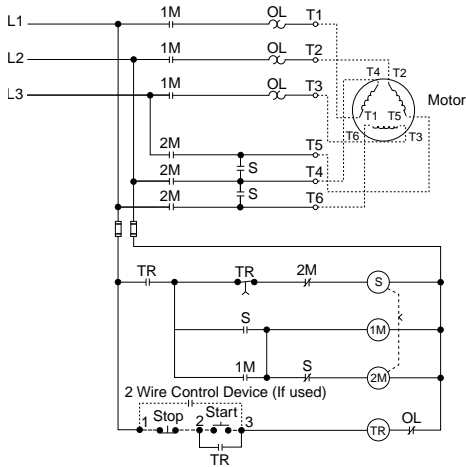 L1 1M OL T1
L2 1M OL T2
L3 1M OL T3
T4 T2
Motor
T1 T5
T6 T3
2M T5
S
2M T4
S
2M T6
TR TR 2M S
S 1M
1M S 2M
2 Wire Control Device (If used)
1 Stop 2 Start 3 TR OL
TR